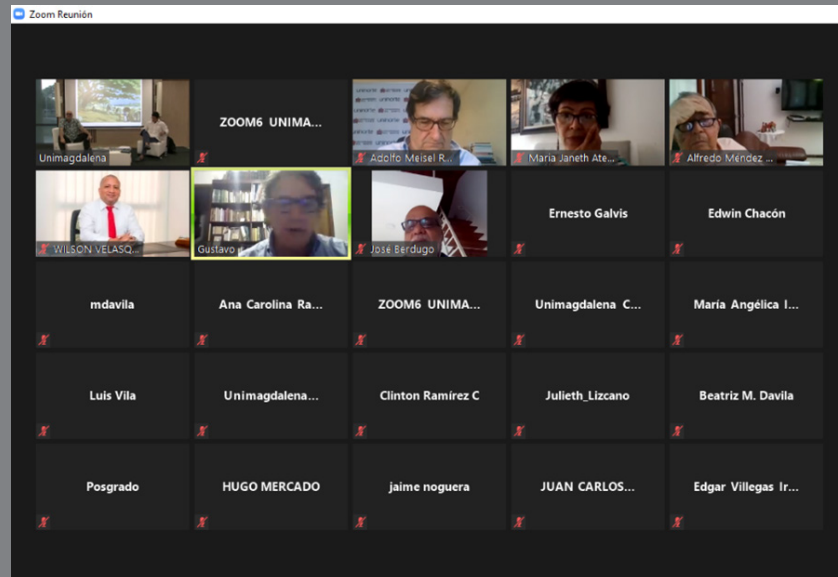 Zoom Reunión
Unimagdalena
ZOOM6 UNIMA...
Adolfo Meisel R...
Maria Janeth Ate...
Alfredo Méndez ...
WILSON VELASQ...
Gustavo
José Berdugo
Ernesto Galvis
Edwin Chacón
mdavila
Ana Carolina Ra...
ZOOM6 UNIMA...
Unimagdalena C...
María Angélica I...
Luis Vila
Unimagdalena...
Clinton Ramírez C
Julieth_Lizcano
Beatriz M. Davila
Posgrado
HUGO MERCADO
jaime noguera
JUAN CARLOS...
Edgar Villegas Ir...